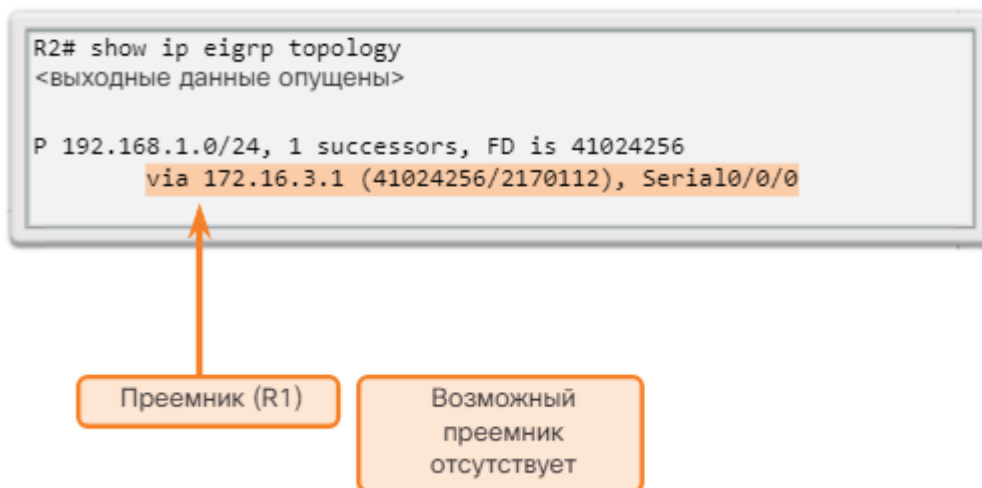 R2# show ip eigrp topology
<выходные данные опущены>
P 192.168.1.0/24, 1 successors, FD is 41024256
via 172.16.3.1 (41024256/2170112), Serial0/0/0
Преемник (R1)
Возможный
преемник
отсутствует